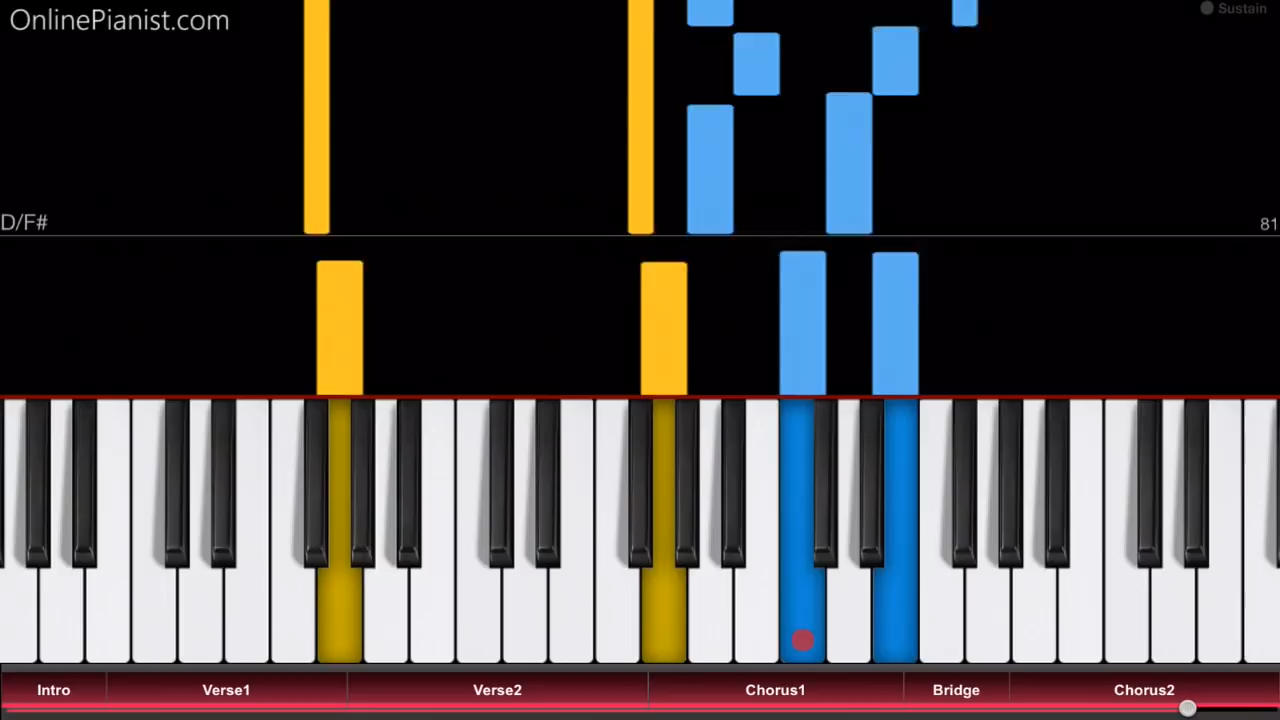 OnlinePianist.com
Sustain
D/F#
81
Intro
Verse1
Verse2
Chorus1
Bridge
Chorus2